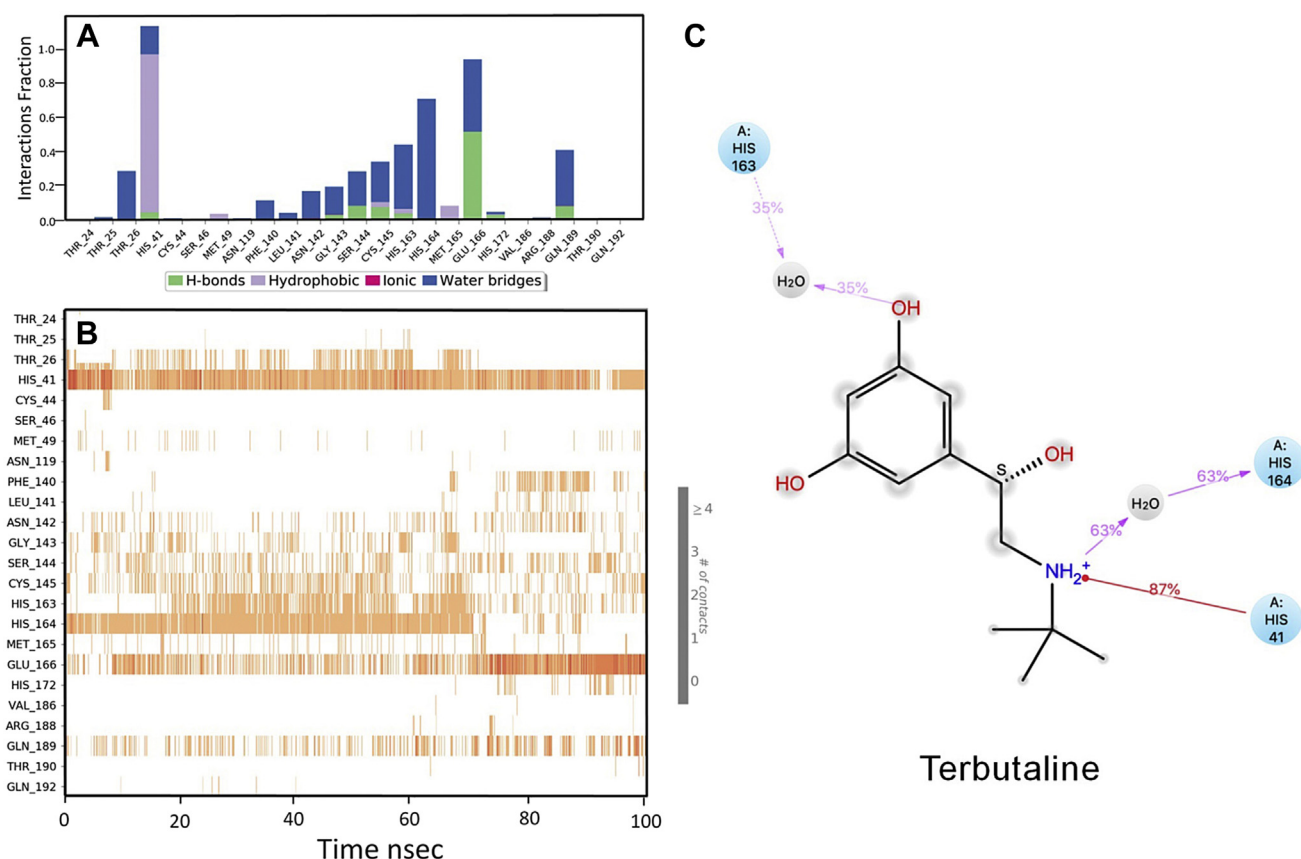 A
Interactions Fraction
1.0
0.8
0.6
0.4
0.2
0.0
THR_24
THR_25
THR_26
HIS_41
CYS_44
SER_46
MET_49
ASN_119
PHE_140
LEU_141
ASN_142
GLY_143
SER_144
CYS_145
HIS_163
HIS_164
MET_165
GLU_166
HIS_172
VAL_186
ARG_188
GLN_189
THR_190
GLN_192
H-bonds Hydrophobic Ionic Water bridges
B
THR_24
THR_25
THR_26
HIS_41
CYS_44
SER_46
MET_49
ASN_119
PHE_140
LEU_141
ASN_142
GLY_143
SER_144
CYS_145
HIS_163
HIS_164
MET_165
GLU_166
HIS_172
VAL_186
ARG_188
GLN_189
THR_190
GLN_192
0 20 40 60 80 100
Time nsec
≥4
3
2
1
0
# of contacts
C
A:
HIS
163
35%
H₂O
35%
OH
HO
S
OH
A:
HIS
164
63%
H₂O
63%
NH₂⁺
87%
A:
HIS
41
Terbutaline